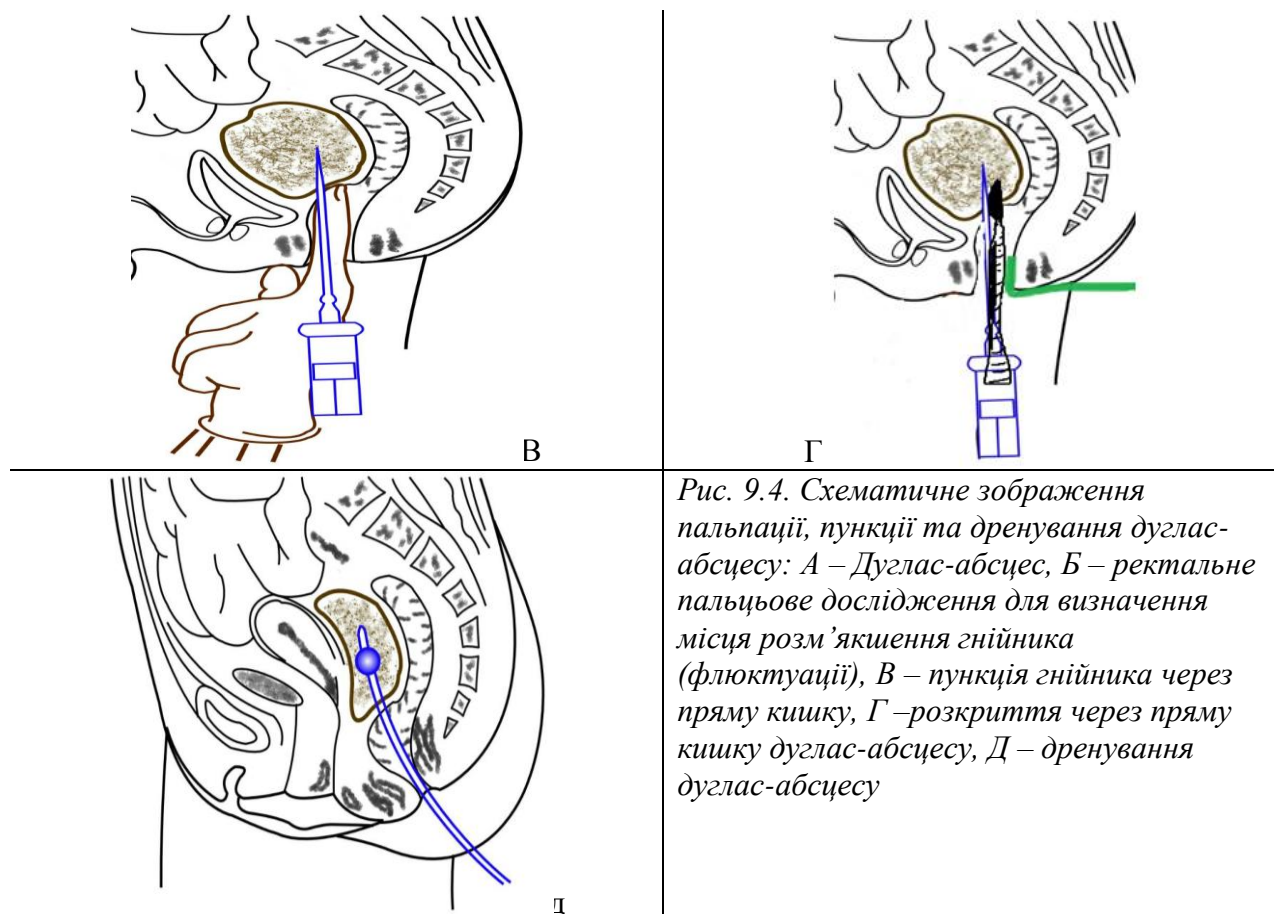 В
Г
Рис. 9.4. Схематичне зображення
пальпації, пункції та дренування дуглас-
абсцесу: А – Дуглас-абсцес, Б – ректальне
пальцьове дослідження для визначення
місця розм’якшення гнійника
(флюктуації), В – пункція гнійника через
пряму кишку, Г –розкриття через пряму
кишку дуглас-абсцесу, Д – дренування
дуглас-абсцесу
Д